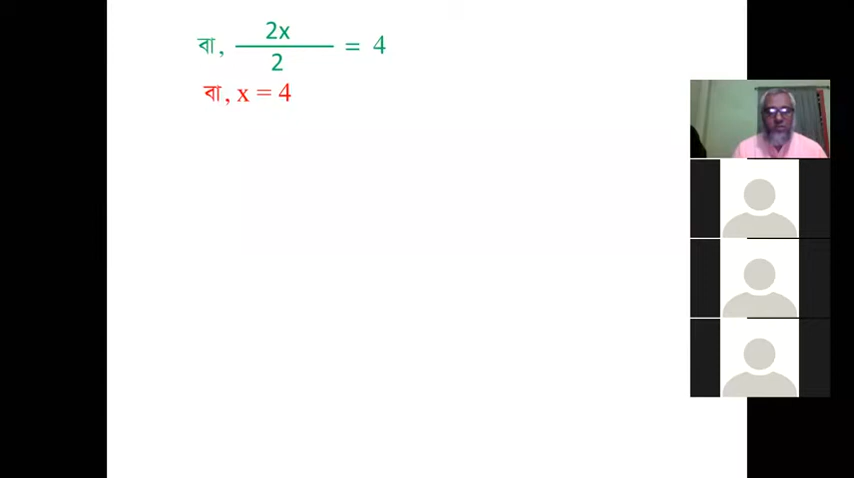 বা, 2x/2 = 4
বা, x = 4